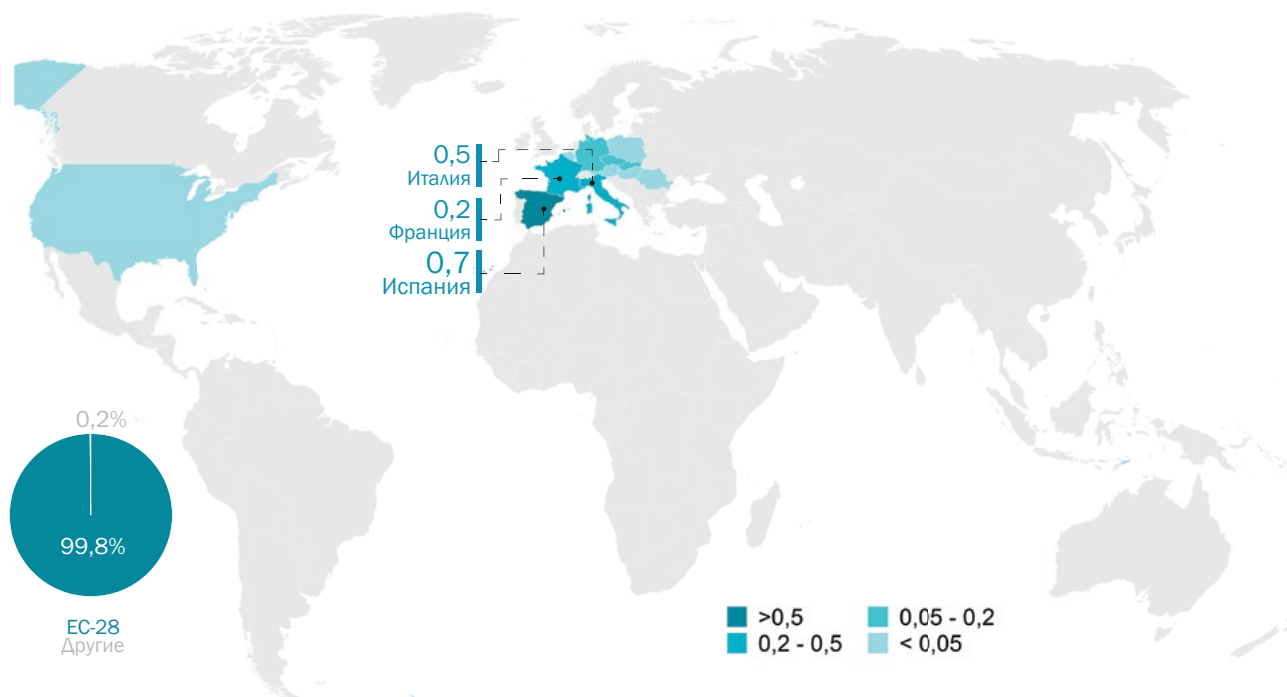 0,5
Италия
0,2
Франция
0,7
Испания
0,2%
99,8%
ЕС-28
Другие
>0,5
0,05 - 0,2
0,2 - 0,5
< 0,05